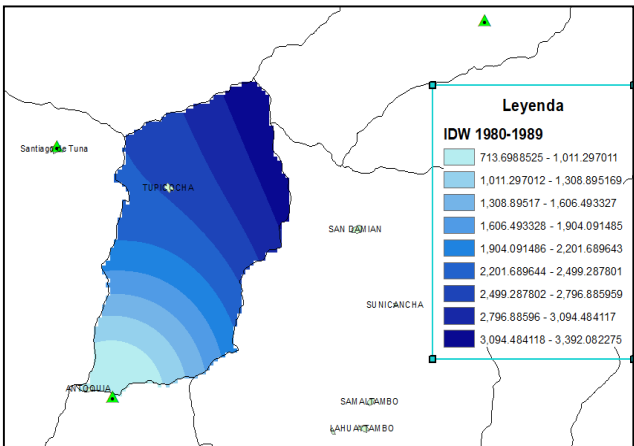 Leyenda
IDW 1980-1989
713.6988525 - 1,011.297011
1,011.297012 - 1,308.895169
1,308.89517 - 1,606.493327
1,606.493328 - 1,904.091485
1,904.091486 - 2,201.689643
2,201.689644 - 2,499.287801
2,499.287802 - 2,796.885959
2,796.88596 - 3,094.484117
3,094.484118 - 3,392.082275
Santiago de Tuna
TUPICOCHA
SAN DAMIAN
SUNICANCHA
ANTIOQUIA
SAMALTAMBO
LAHUAYTAMBO